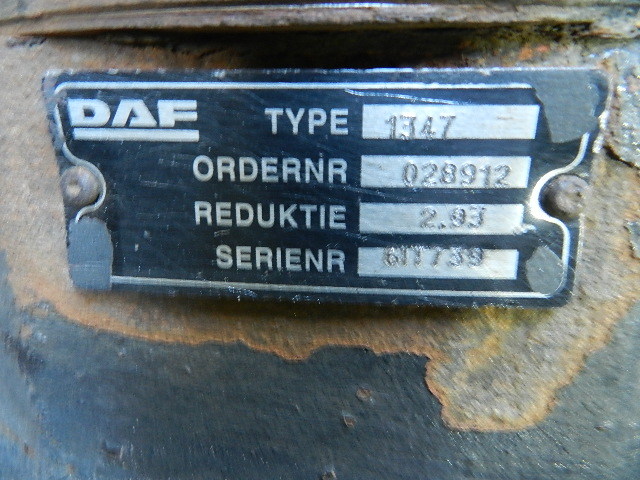 DAF
TYPE 1347
ORDERNR 028912
REDUKTIE 2.93
SERIENR